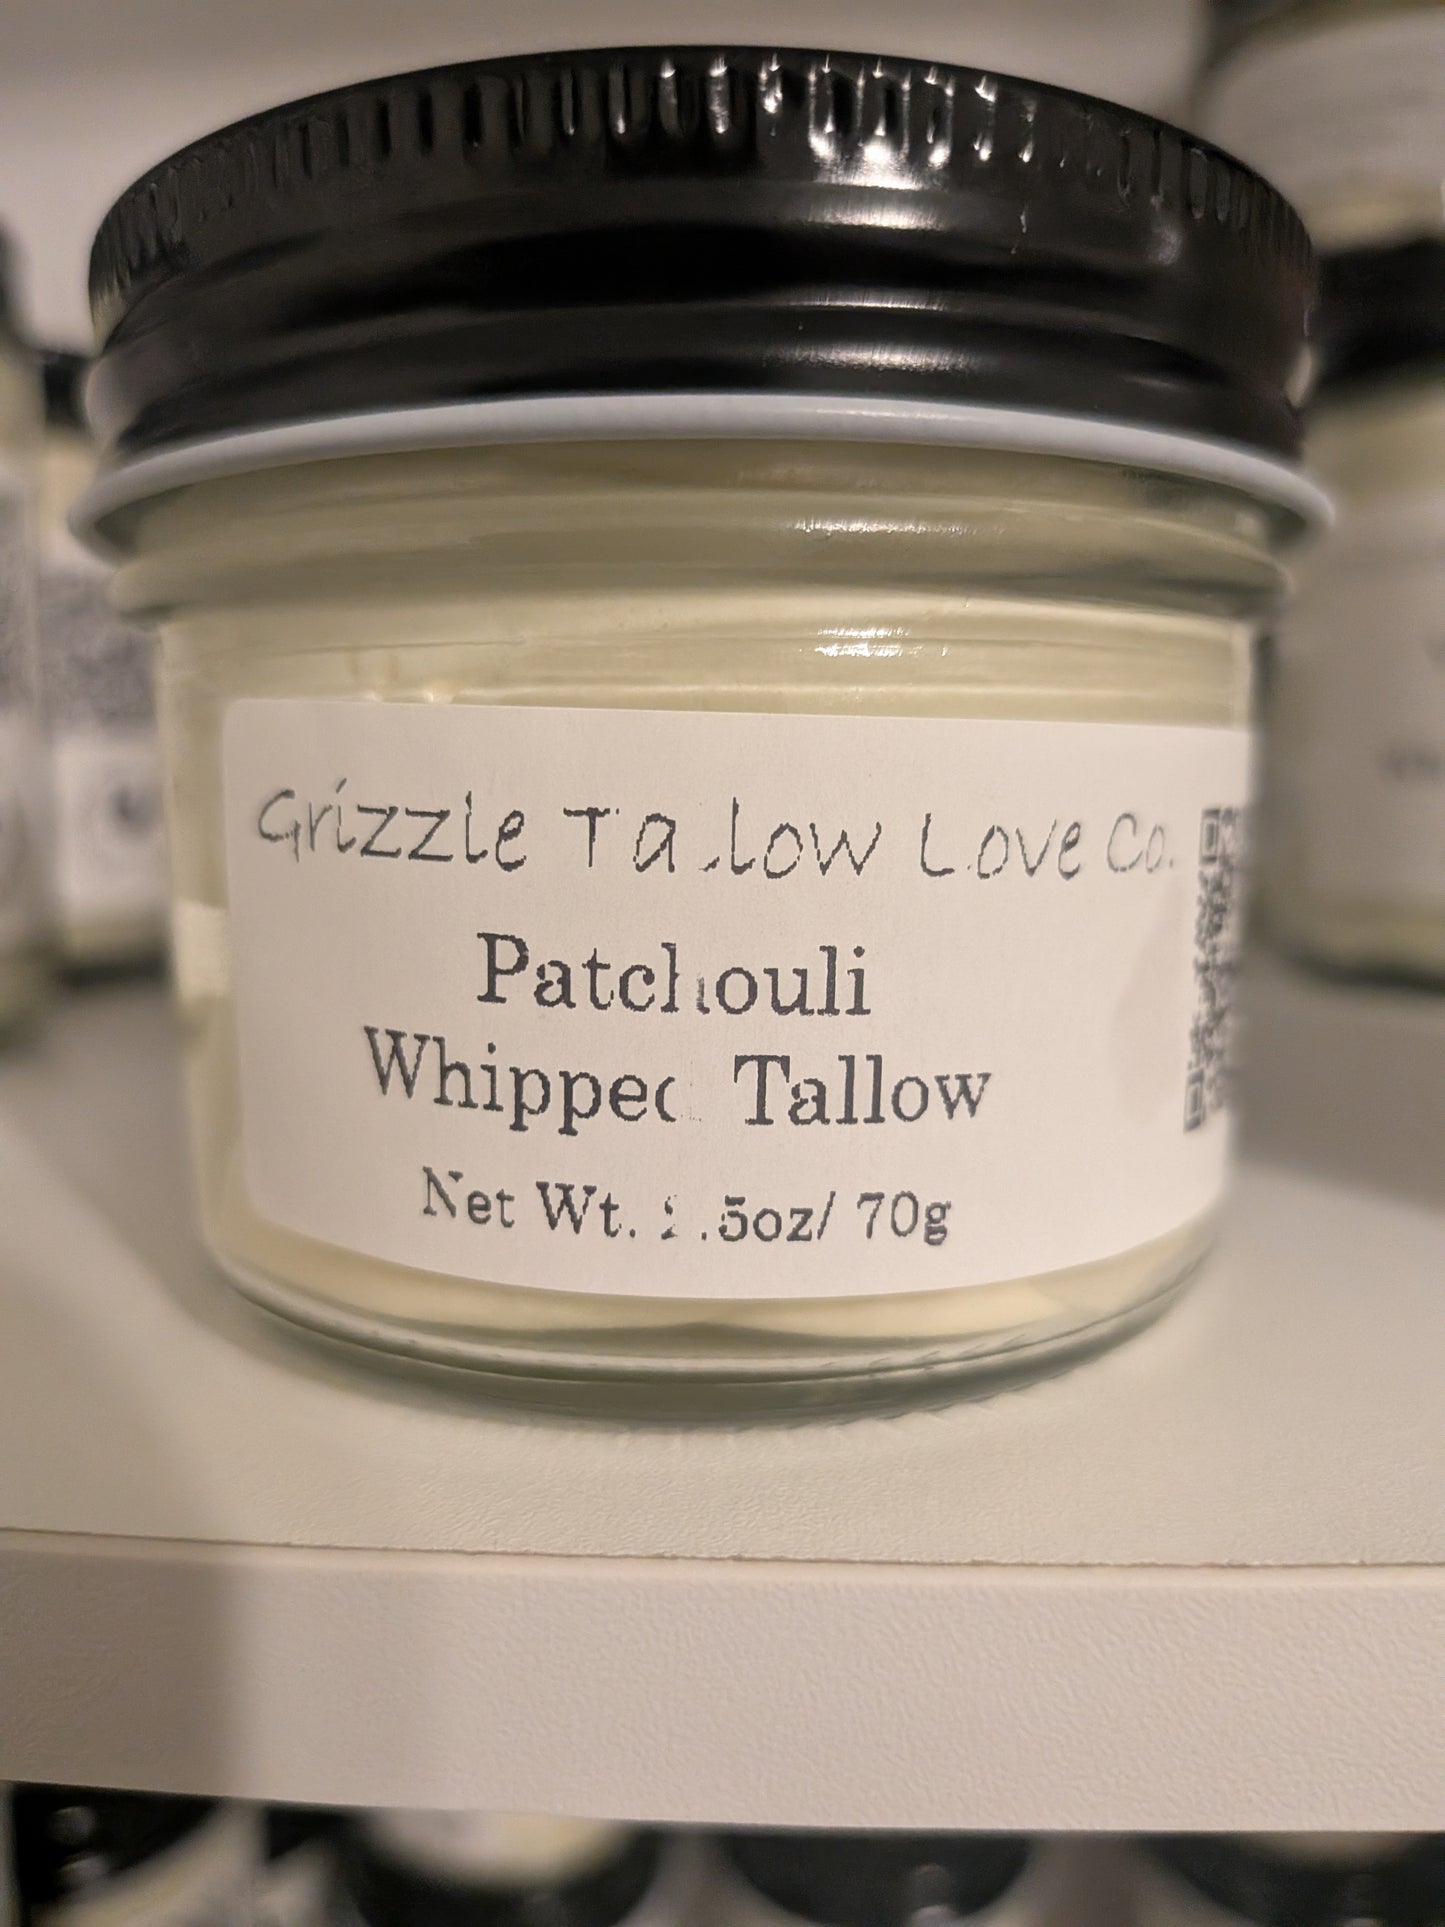 Grizzle Tallow Love Co.
Patchouli
Whipped Tallow
Net Wt. 2.5oz/ 70g